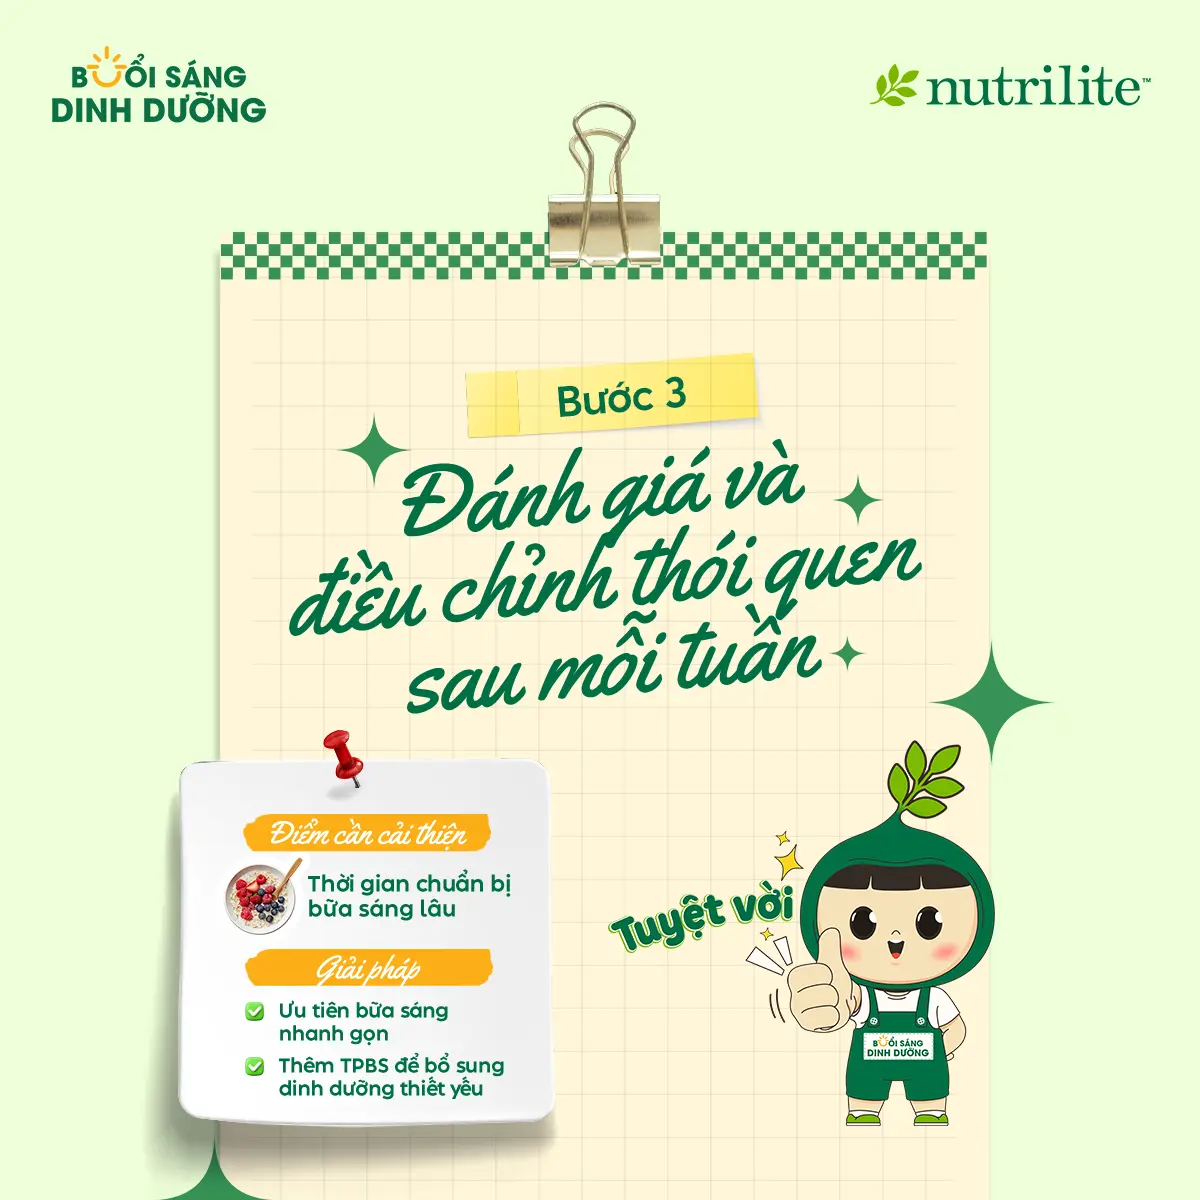 BUỔI SÁNG
DINH DƯỠNG
nutrilite™
Bước 3
Đánh giá và
điều chỉnh thói quen
sau mỗi tuần
Điểm cần cải thiện
Thời gian chuẩn bị
bữa sáng lâu
Giải pháp
Ưu tiên bữa sáng
nhanh gọn
Thêm TPBS để bổ sung
dinh dưỡng thiết yếu
Tuyệt vời
BUỔI SÁNG
DINH DƯỠNG